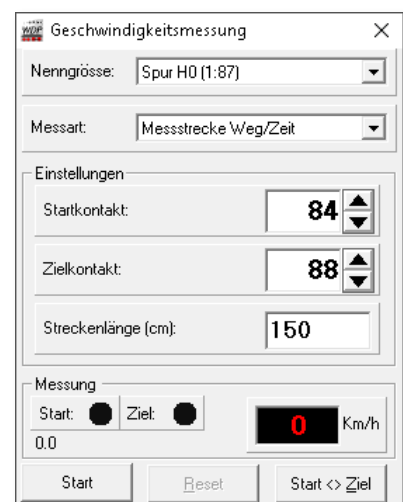 WDP Geschwindigkeitsmessung
Nenngrösse: Spur H0 (1:87)
Messart: Messstrecke Weg/Zeit
Einstellungen
Startkontakt: 84
Zielkontakt: 88
Streckenlänge (cm): 150
Messung
Start: Ziel:
0 Km/h
0.0
Start Reset Start <> Ziel